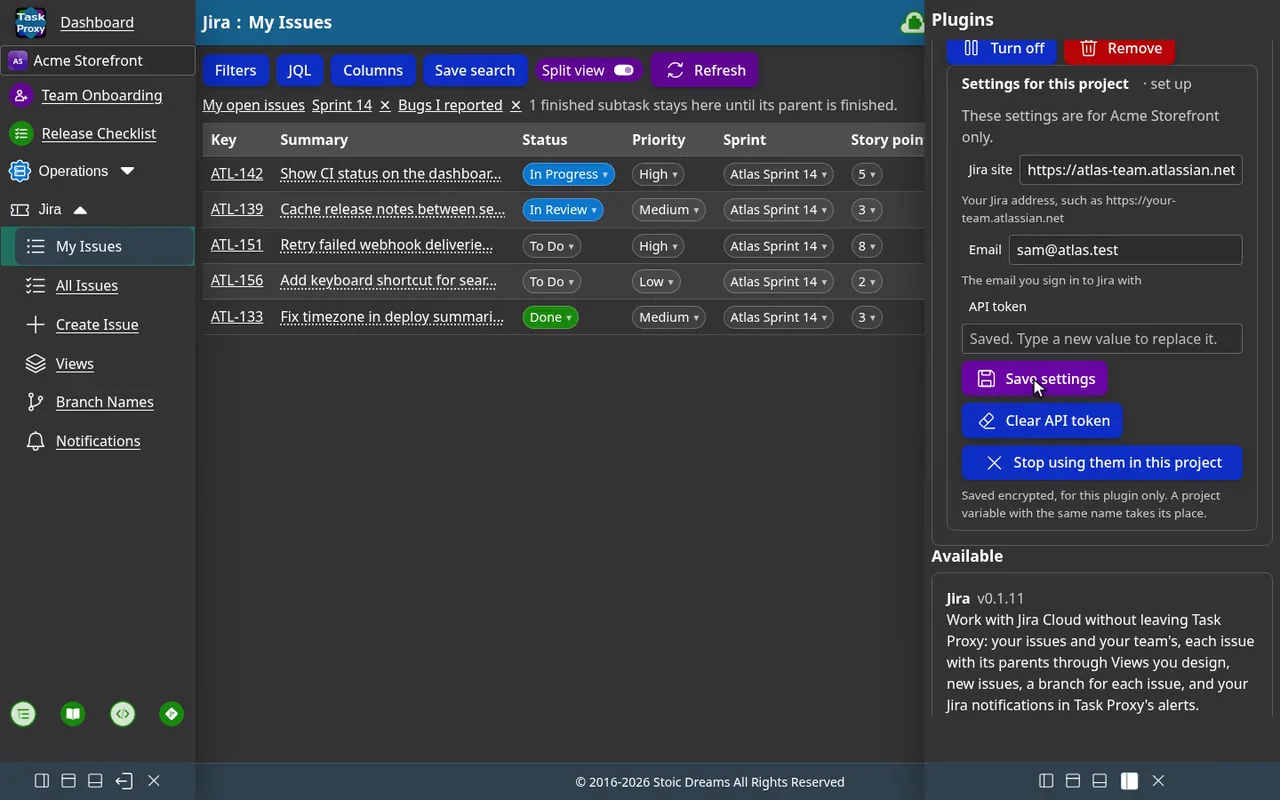 Task Proxy
Dashboard
AS Acme Storefront
Team Onboarding
Release Checklist
Operations
Jira
My Issues
All Issues
Create Issue
Views
Branch Names
Notifications
Jira : My Issues
Filters JQL Columns Save search Split view Refresh
My open issues Sprint 14 × Bugs I reported × 1 finished subtask stays here until its parent is finished.
Key Summary Status Priority Sprint Story poin
ATL-142 Show CI status on the dashboar... In Progress High Atlas Sprint 14 5
ATL-139 Cache release notes between se... In Review Medium Atlas Sprint 14 3
ATL-151 Retry failed webhook deliverie... To Do High Atlas Sprint 14 8
ATL-156 Add keyboard shortcut for sear... To Do Low Atlas Sprint 14 2
ATL-133 Fix timezone in deploy summari... Done Medium Atlas Sprint 14 3
Plugins
Turn off Remove
Settings for this project · set up
These settings are for Acme Storefront
only.
Jira site https://atlas-team.atlassian.net
Your Jira address, such as https://your-
team.atlassian.net
Email sam@atlas.test
The email you sign in to Jira with
API token
Saved. Type a new value to replace it.
Save settings
Clear API token
Stop using them in this project
Saved encrypted, for this plugin only. A project
variable with the same name takes its place.
Available
Jira v0.1.11
Work with Jira Cloud without leaving Task
Proxy: your issues and your team's, each issue
with its parents through Views you design,
new issues, a branch for each issue, and your
Jira notifications in Task Proxy's alerts.
© 2016-2026 Stoic Dreams All Rights Reserved